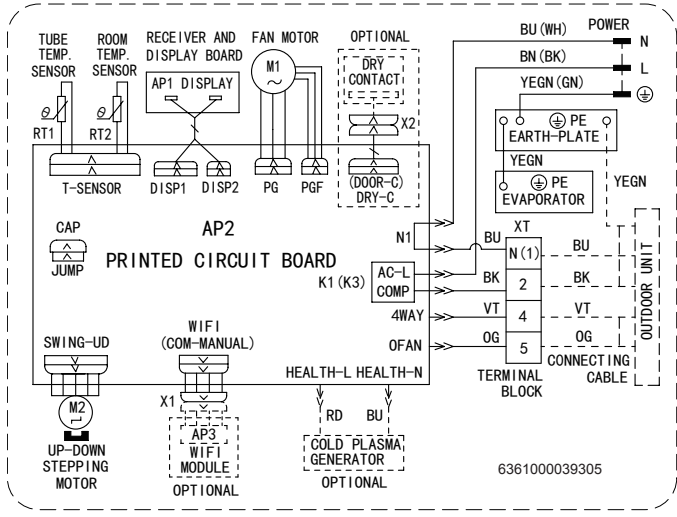 TUBE TEMP. SENSOR
ROOM TEMP. SENSOR
RECEIVER AND DISPLAY BOARD
FAN MOTOR
OPTIONAL
POWER
BU(WH)
N
BN(BK)
L
YEGN(GN)
AP1 DISPLAY
M1
DRY CONTACT
X2
θ
RT1
θ
RT2
PE
EARTH-PLATE
YEGN
PE
EVAPORATOR
YEGN
T-SENSOR
DISP1
DISP2
PG
PGF
(DOOR-C)
DRY-C
CAP
JUMP
AP2
PRINTED CIRCUIT BOARD
N1
BU
XT
N(1)
BU
K1(K3)
AC-L
COMP
BK
2
BK
4WAY
VT
4
VT
OFAN
OG
5
OG
OUTDOOR UNIT
TERMINAL BLOCK
CONNECTING CABLE
SWING-UD
WIFI
(COM-MANUAL)
HEALTH-L
HEALTH-N
M2
UP-DOWN STEPPING MOTOR
X1
AP3
WIFI MODULE
OPTIONAL
RD
BU
COLD PLASMA GENERATOR
OPTIONAL
6361000039305